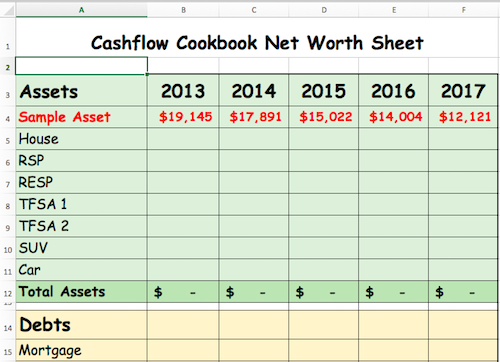 A B C D E F
1 Cashflow Cookbook Net Worth Sheet
2
3 Assets 2013 2014 2015 2016 2017
4 Sample Asset $19,145 $17,891 $15,022 $14,004 $12,121
5 House
6 RSP
7 RESP
8 TFSA 1
9 TFSA 2
10 SUV
11 Car
12 Total Assets $ - $ - $ - $ - $ -
14 Debts
15 Mortgage